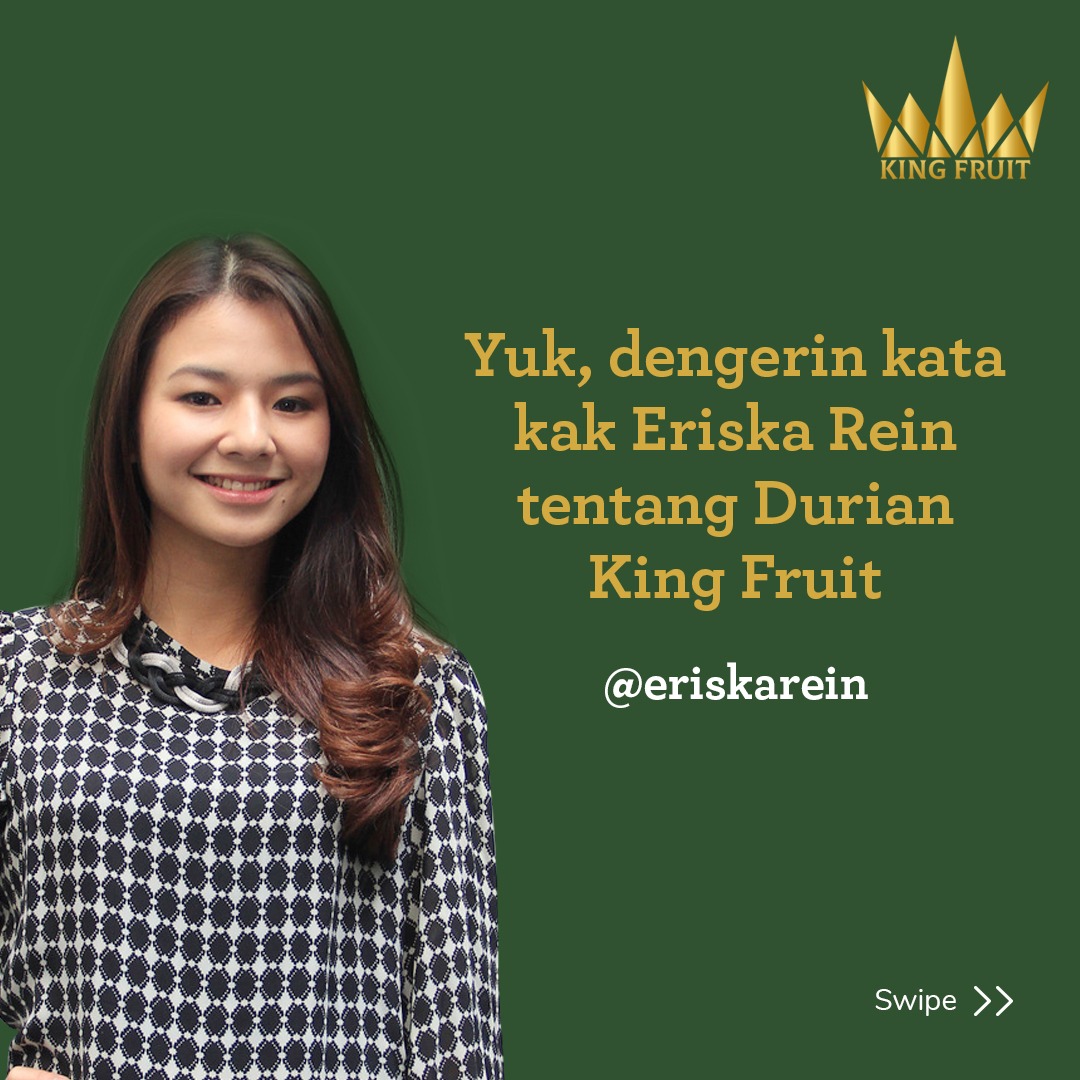 KING FRUIT
Yuk, dengerin kata
kak Eriska Rein
tentang Durian
King Fruit
@eriskarein
Swipe